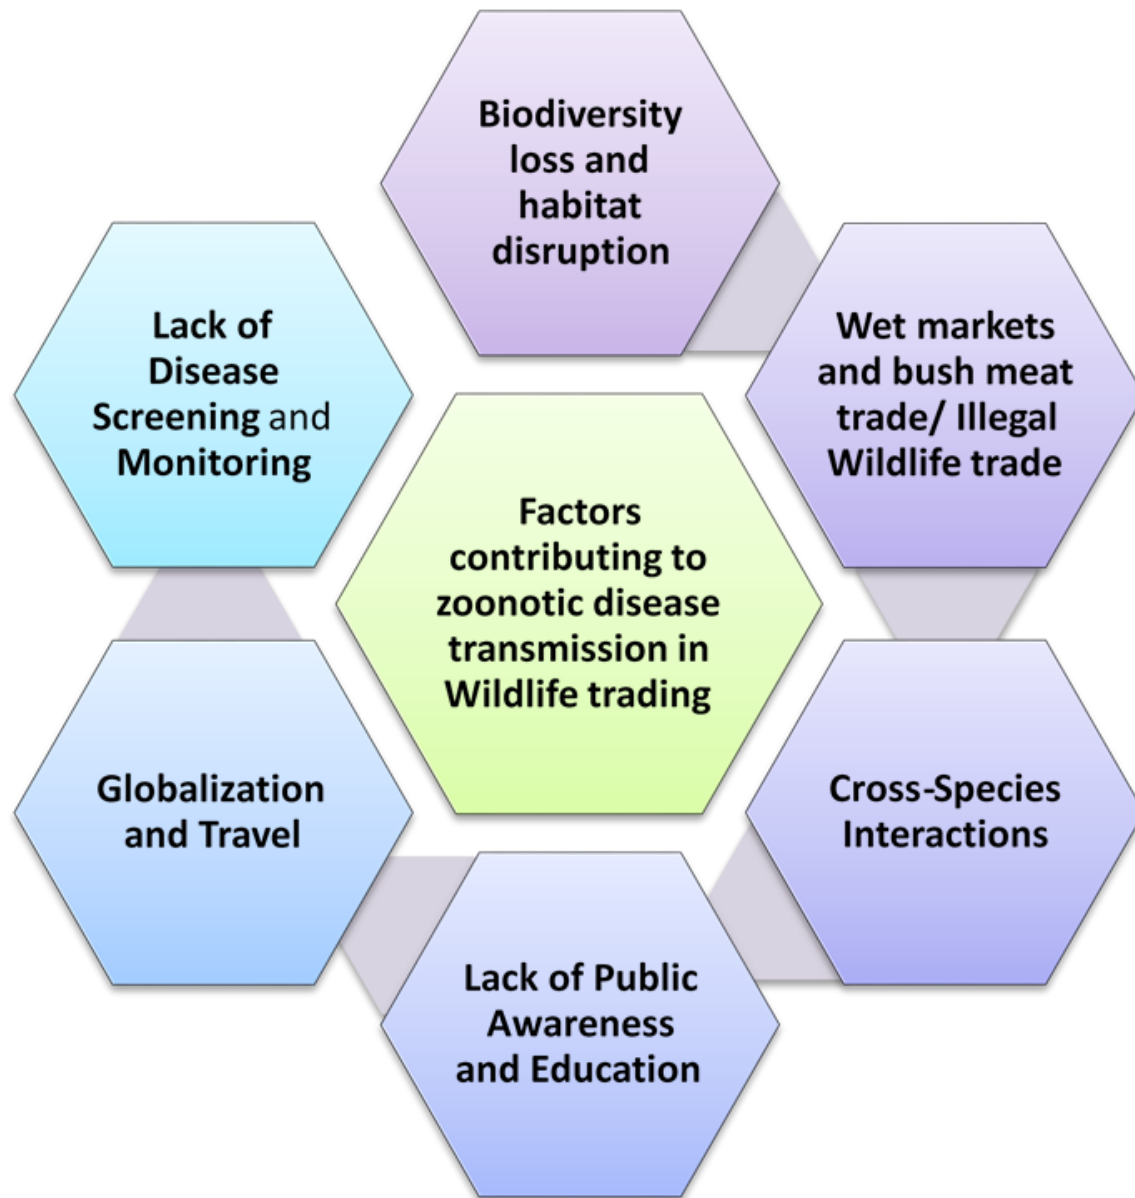 Biodiversity
loss and
habitat
disruption
Wet markets
and bush meat
trade/ Illegal
Wildlife trade
Cross-Species
Interactions
Lack of Public
Awareness
and Education
Globalization
and Travel
Lack of
Disease
Screening and
Monitoring
Factors
contributing to
zoonotic disease
transmission in
Wildlife trading